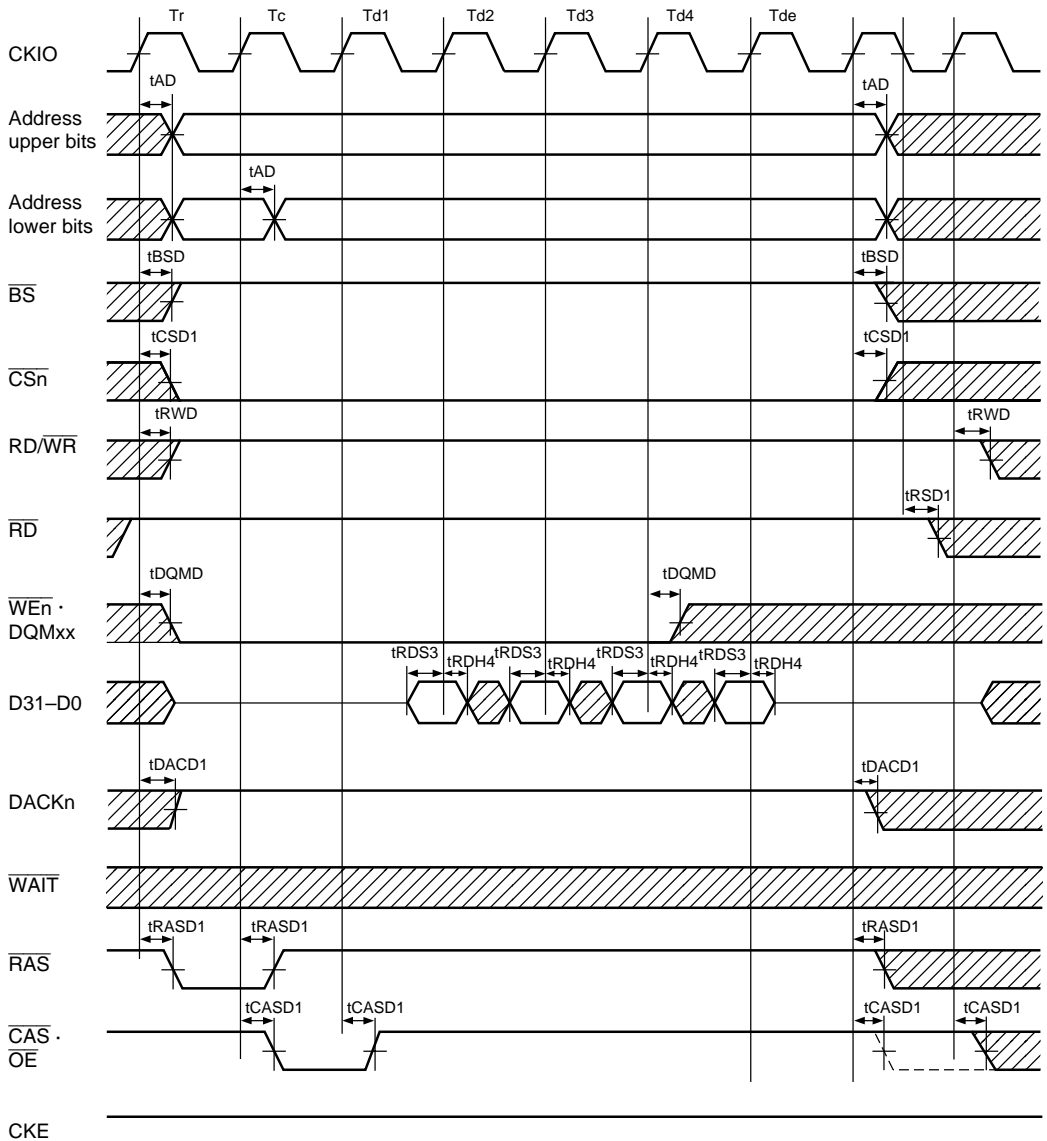 Tr Tc Td1 Td2 Td3 Td4 Tde
CKIO
tAD tAD
Address
upper bits
tAD
Address
lower bits
tBSD tBSD
BS
tCSD1 tCSD1
CSn
tRWD tRWD
RD/WR
tRSD1
RD
tDQMD tDQMD
WEn ·
DQMxx
tRDS3 tRDH4 tRDS3 tRDH4 tRDS3 tRDH4 tRDS3 tRDH4
D31–D0
tDACD1 tDACD1
DACKn
WAIT
tRASD1 tRASD1 tRASD1
RAS
tCASD1 tCASD1 tCASD1 tCASD1
CAS ·
OE
CKE